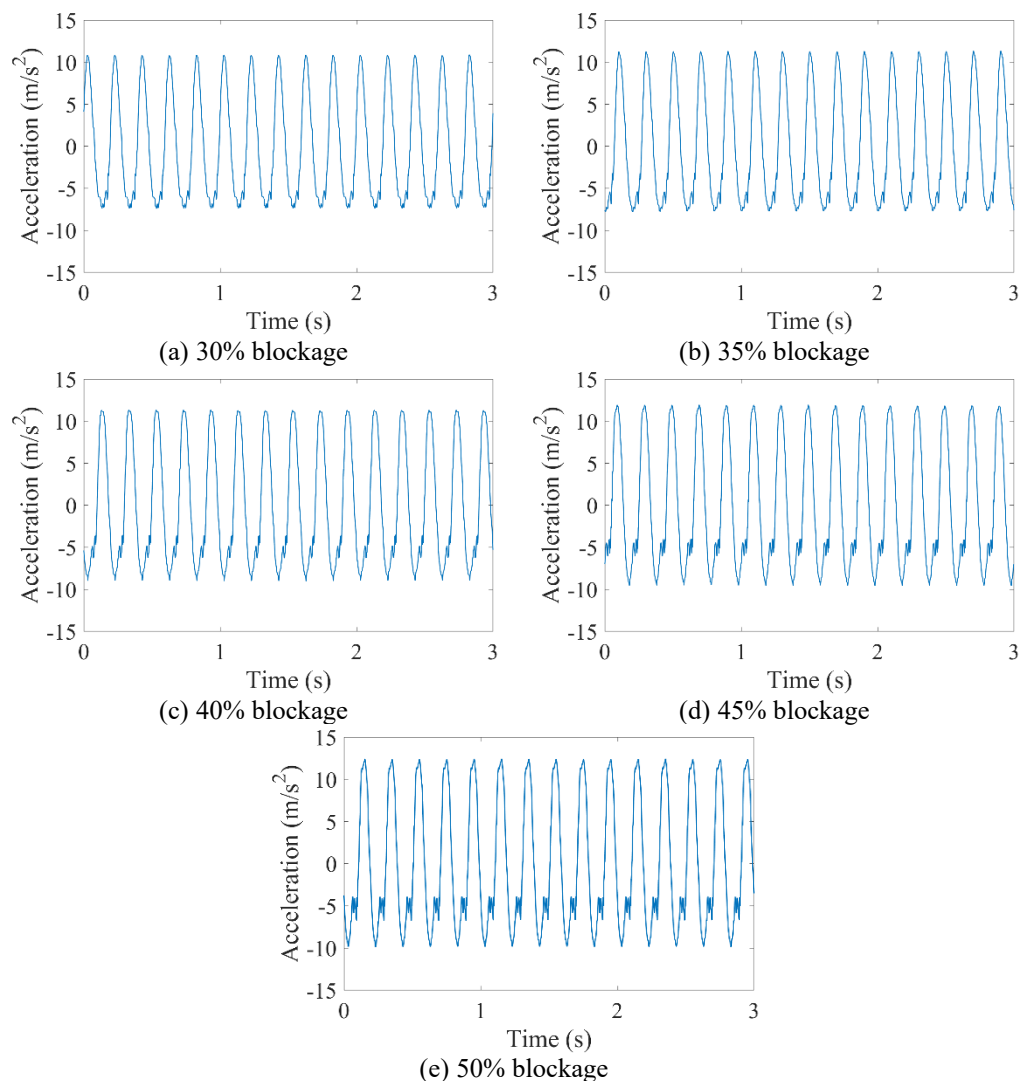 15
10
5
0
-5
-10
-15
Acceleration (m/s²)
0 1 2 3
Time (s)
(a) 30% blockage
15
10
5
0
-5
-10
-15
Acceleration (m/s²)
0 1 2 3
Time (s)
(b) 35% blockage
15
10
5
0
-5
-10
-15
Acceleration (m/s²)
0 1 2 3
Time (s)
(c) 40% blockage
15
10
5
0
-5
-10
-15
Acceleration (m/s²)
0 1 2 3
Time (s)
(d) 45% blockage
15
10
5
0
-5
-10
-15
Acceleration (m/s²)
0 1 2 3
Time (s)
(e) 50% blockage